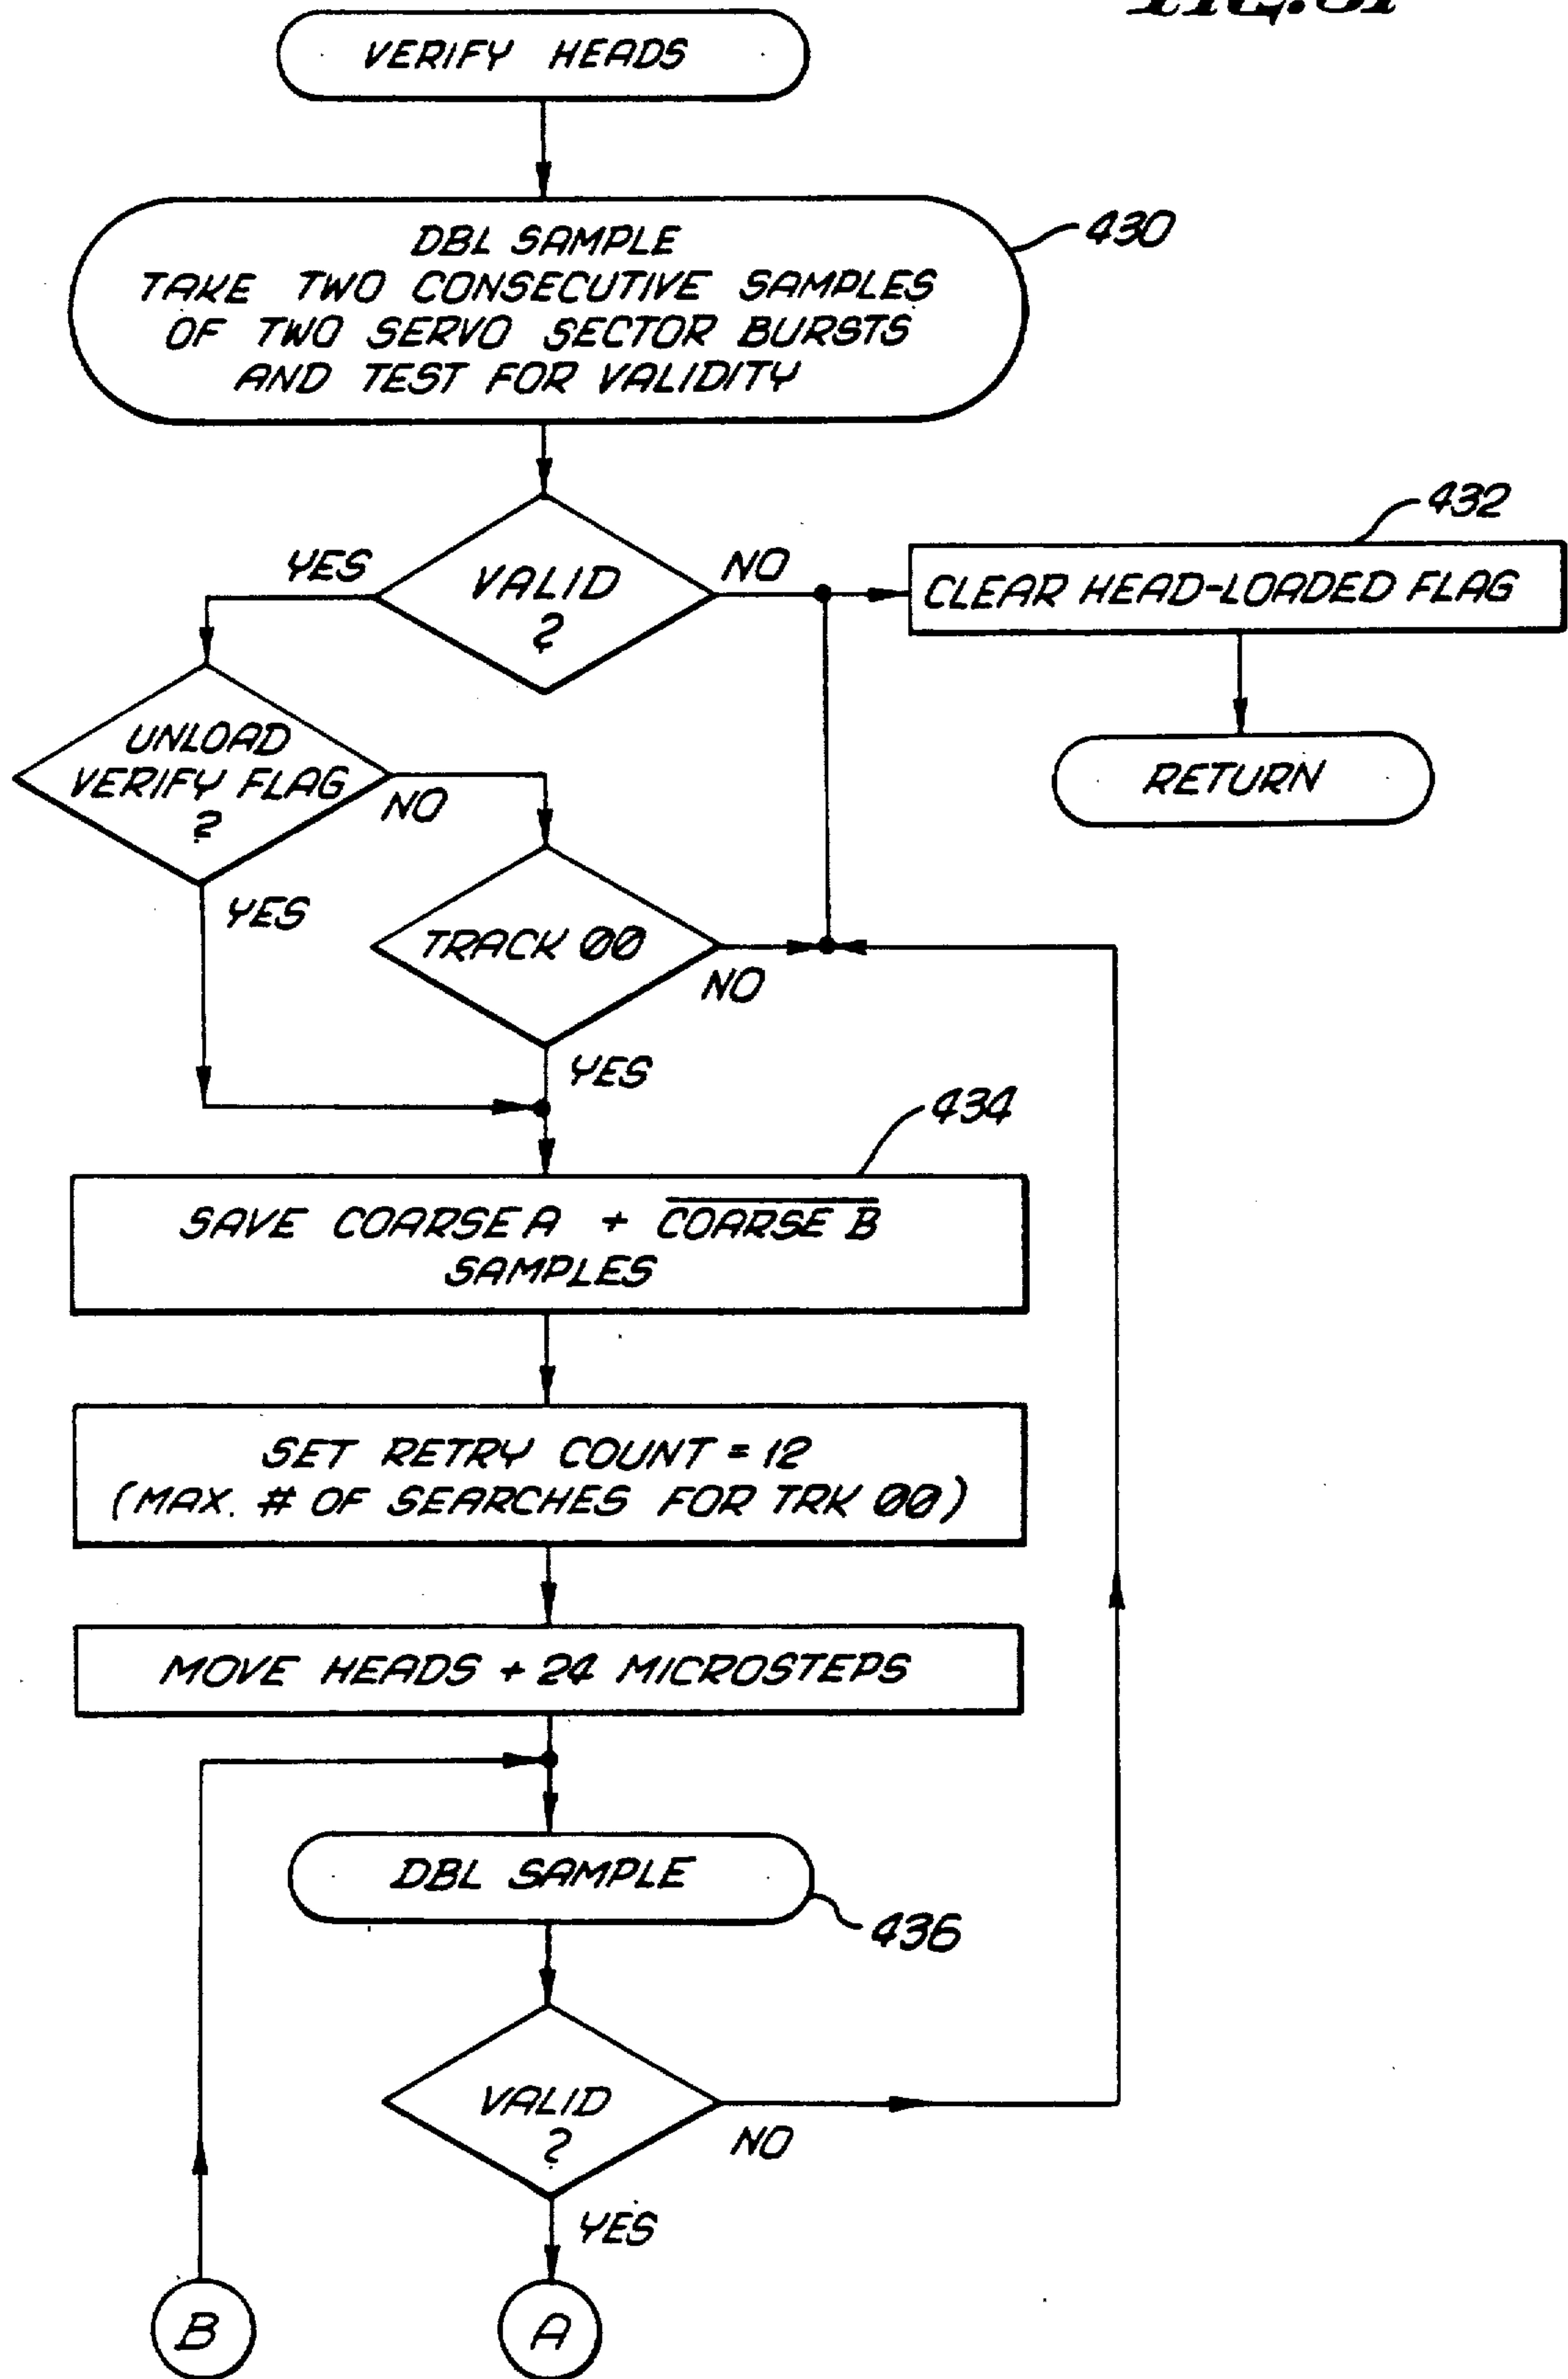 VERIFY HEADS
DBL SAMPLE
TAKE TWO CONSECUTIVE SAMPLES
OF TWO SERVO SECTOR BURSTS
AND TEST FOR VALIDITY
430
432
YES
VALID
?
NO
CLEAR HEAD-LOADED FLAG
UNLOAD
VERIFY FLAG
?
NO
RETURN
YES
TRACK 00
NO
YES
434
SAVE COARSE A + COARSE B
SAMPLES
SET RETRY COUNT = 12
(MAX. # OF SEARCHES FOR TRK 00)
MOVE HEADS + 24 MICROSTEPS
DBL SAMPLE
436
VALID
?
NO
YES
B
A